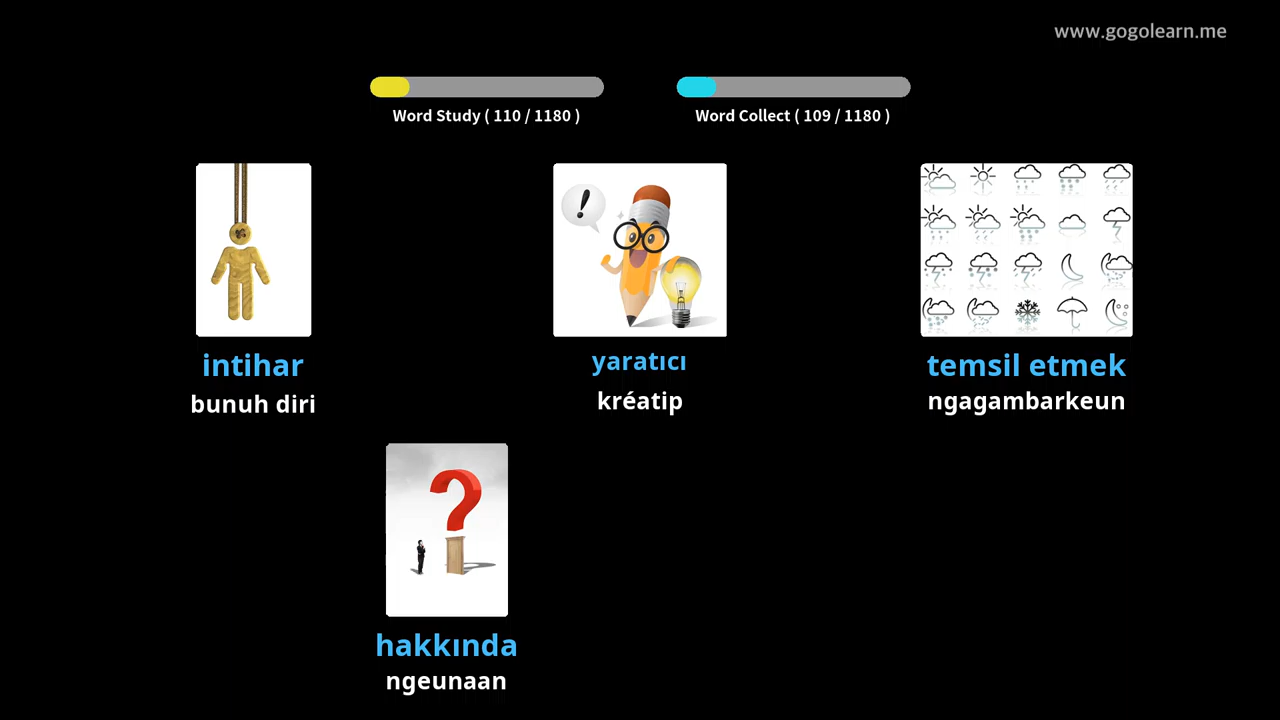 www.gogolearn.me
Word Study ( 110 / 1180 )
Word Collect ( 109 / 1180 )
intihar
bunuh diri
yaratıcı
kréatip
temsil etmek
ngagambarkeun
hakkında
ngeunaan